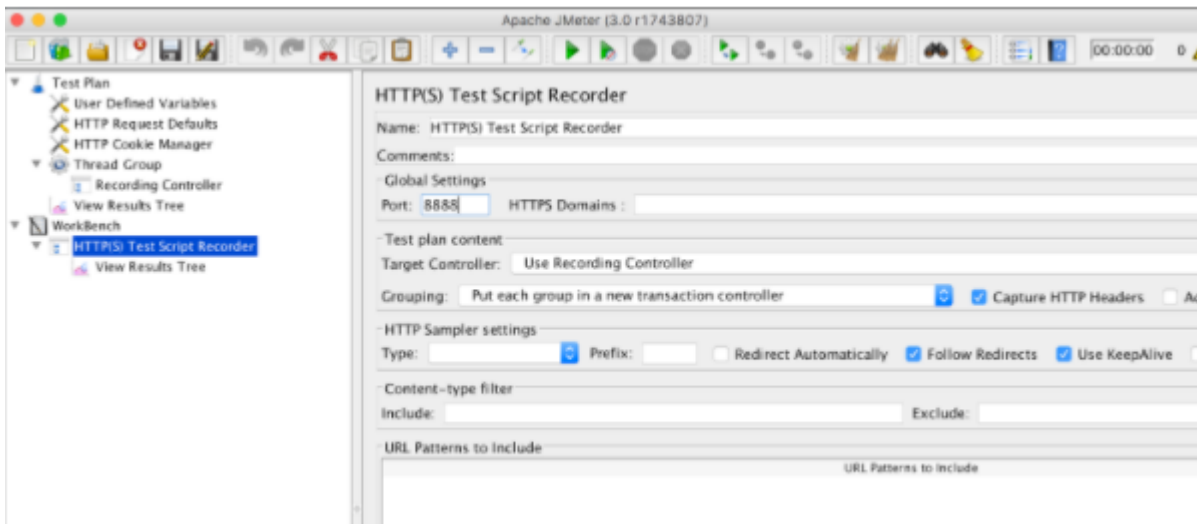 Apache JMeter (3.0 r1743807)
00:00:00 0
Test Plan
User Defined Variables
HTTP Request Defaults
HTTP Cookie Manager
Thread Group
Recording Controller
View Results Tree
WorkBench
HTTP(S) Test Script Recorder
View Results Tree
HTTP(S) Test Script Recorder
Name: HTTP(S) Test Script Recorder
Comments:
Global Settings
Port: 8888 HTTPS Domains :
Test plan content
Target Controller: Use Recording Controller
Grouping: Put each group in a new transaction controller Capture HTTP Headers
HTTP Sampler settings
Type: Prefix: Redirect Automatically Follow Redirects Use KeepAlive
Content-type filter
Include: Exclude:
URL Patterns to Include
URL Patterns to Include